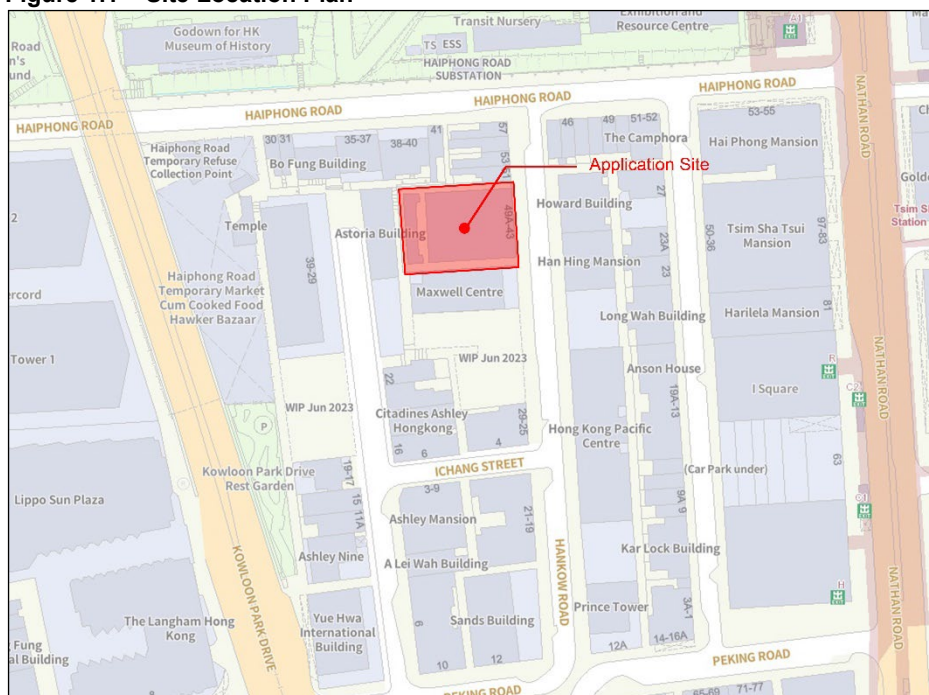 Figure 1.1 Site Location Plan
Godown for HK
Museum of History
Transit Nursery
Exhibition and
Resource Centre
A1
TS ESS
HAIPHONG ROAD
SUBSTATION
HAIPHONG ROAD
HAIPHONG ROAD
HAIPHONG ROAD
HAIPHONG ROAD
NATHAN ROAD
Haiphong Road
Temporary Refuse
Collection Point
30 31
35-37
38-40
41
57
46
49
51-52
53-55
Bo Fung Building
The Camphora
Hai Phong Mansion
Application Site
27
49A-43
Howard Building
Temple
Astoria Building
39-29
Han Hing Mansion
23A
23
50-36
Tsim Sha Tsui
Mansion
97-83
Haiphong Road
Temporary Market
Cum Cooked Food
Hawker Bazaar
Maxwell Centre
Long Wah Building
Harilela Mansion
81
Tower 1
WIP Jun 2023
Anson House
R
NATHAN ROAD
22
19A-13
I Square
C2
WIP Jun 2023
Citadines Ashley
Hongkong
29-25
P
16
6
4
Hong Kong Pacific
Centre
63
ICHANG STREET
(Car Park under)
Kowloon Park Drive
Rest Garden
19-17
Lippo Sun Plaza
15
11A
3-9
21-19
9A 9
C1
Ashley Mansion
Ashley Nine
A Lei Wah Building
Kar Lock Building
KOWLOON PARK DRIVE
HANKOW ROAD
NATHAN ROAD
H
The Langham Hong
Kong
Yue Hwa
International
Building
6
Sands Building
Prince Tower
3A-1
10
12
12A
14-16A
PEKING ROAD
PEKING ROAD
65-69
71-77